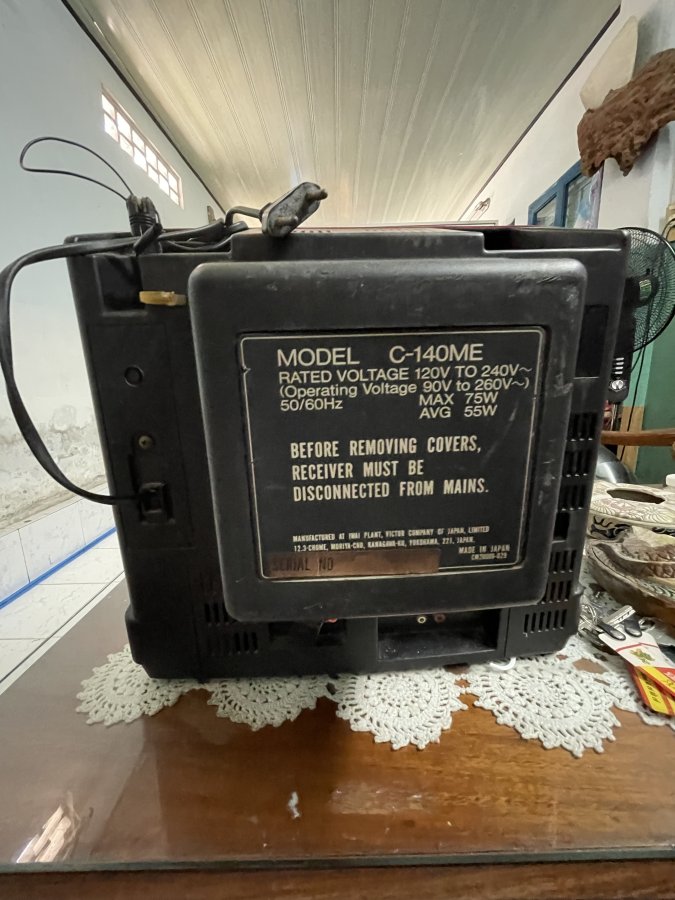 MODEL C-140ME
RATED VOLTAGE 120V TO 240V~
(Operating Voltage 90V to 260V~)
50/60Hz MAX 75W
AVG 55W
BEFORE REMOVING COVERS,
RECEIVER MUST BE
DISCONNECTED FROM MAINS.
MANUFACTURED AT IWAI PLANT, VICTOR COMPANY OF JAPAN, LIMITED
12,3-CHOME, MORIYA-CHO, KANAGAWA-KU, YOKOHAMA, 221, JAPAN.
MADE IN JAPAN
SERIAL NO